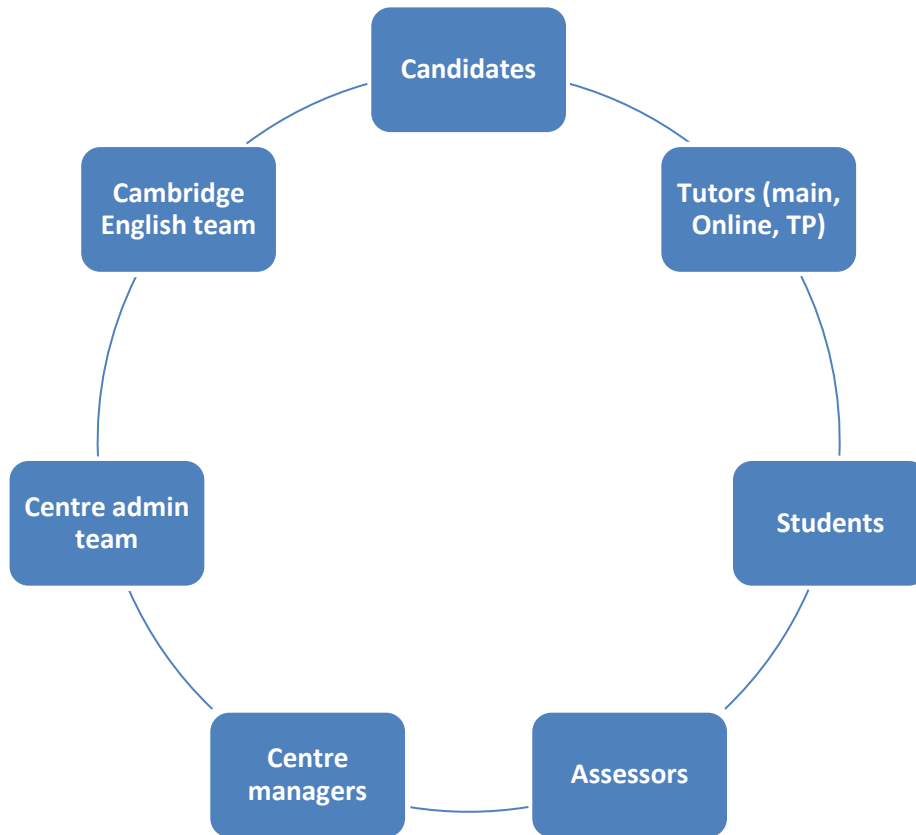 Candidates
Tutors (main,
Online, TP)
Students
Assessors
Centre
managers
Centre admin
team
Cambridge
English team